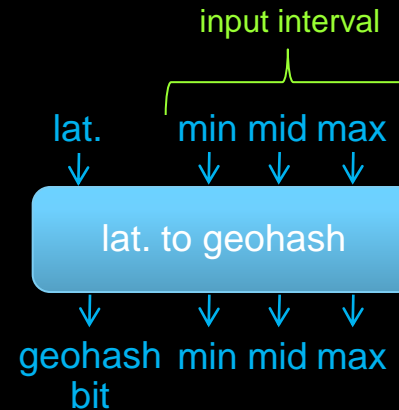 input interval
lat. min mid max
lat. to geohash
geohash min mid max
bit